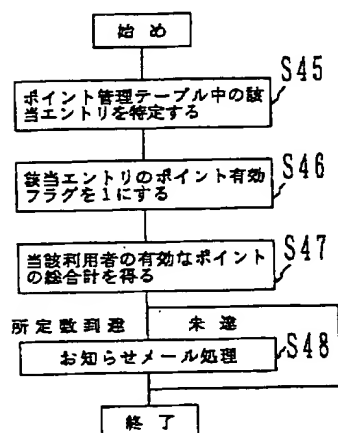 始め
S45
ポイント管理テーブル中の該
当エントリを特定する
S46
該当エントリのポイント有効
フラグを1にする
S47
当該利用者の有効なポイント
の総合計を得る
所定数到達 未達
お知らせメール処理
S48
終了